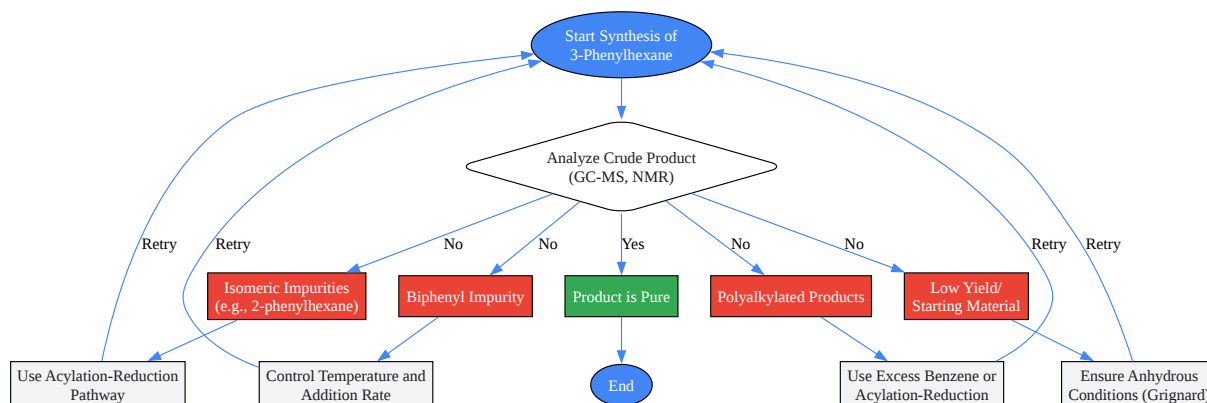 Start Synthesis of
3-Phenylhexane
Analyze Crude Product
(GC-MS, NMR)
Retry
Retry
No
No
Yes
No
No
Retry
Retry
Isomeric Impurities
(e.g., 2-phenylhexane)
Biphenyl Impurity
Product is Pure
Polyalkylated Products
Low Yield/
Starting Material
Use Acylation-Reduction
Pathway
Control Temperature and
Addition Rate
End
Use Excess Benzene or
Acylation-Reduction
Ensure Anhydrous
Conditions (Grignard)